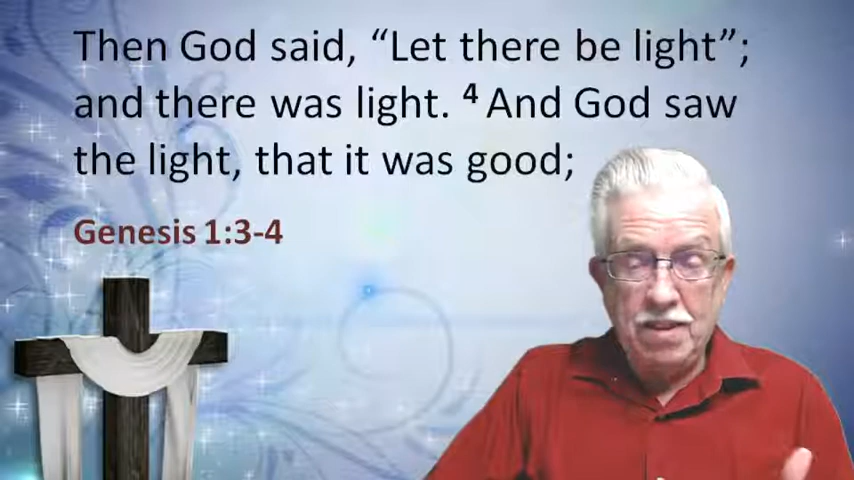 Then God said, “Let there be light”;
and there was light. ⁴ And God saw
the light, that it was good;
Genesis 1:3-4